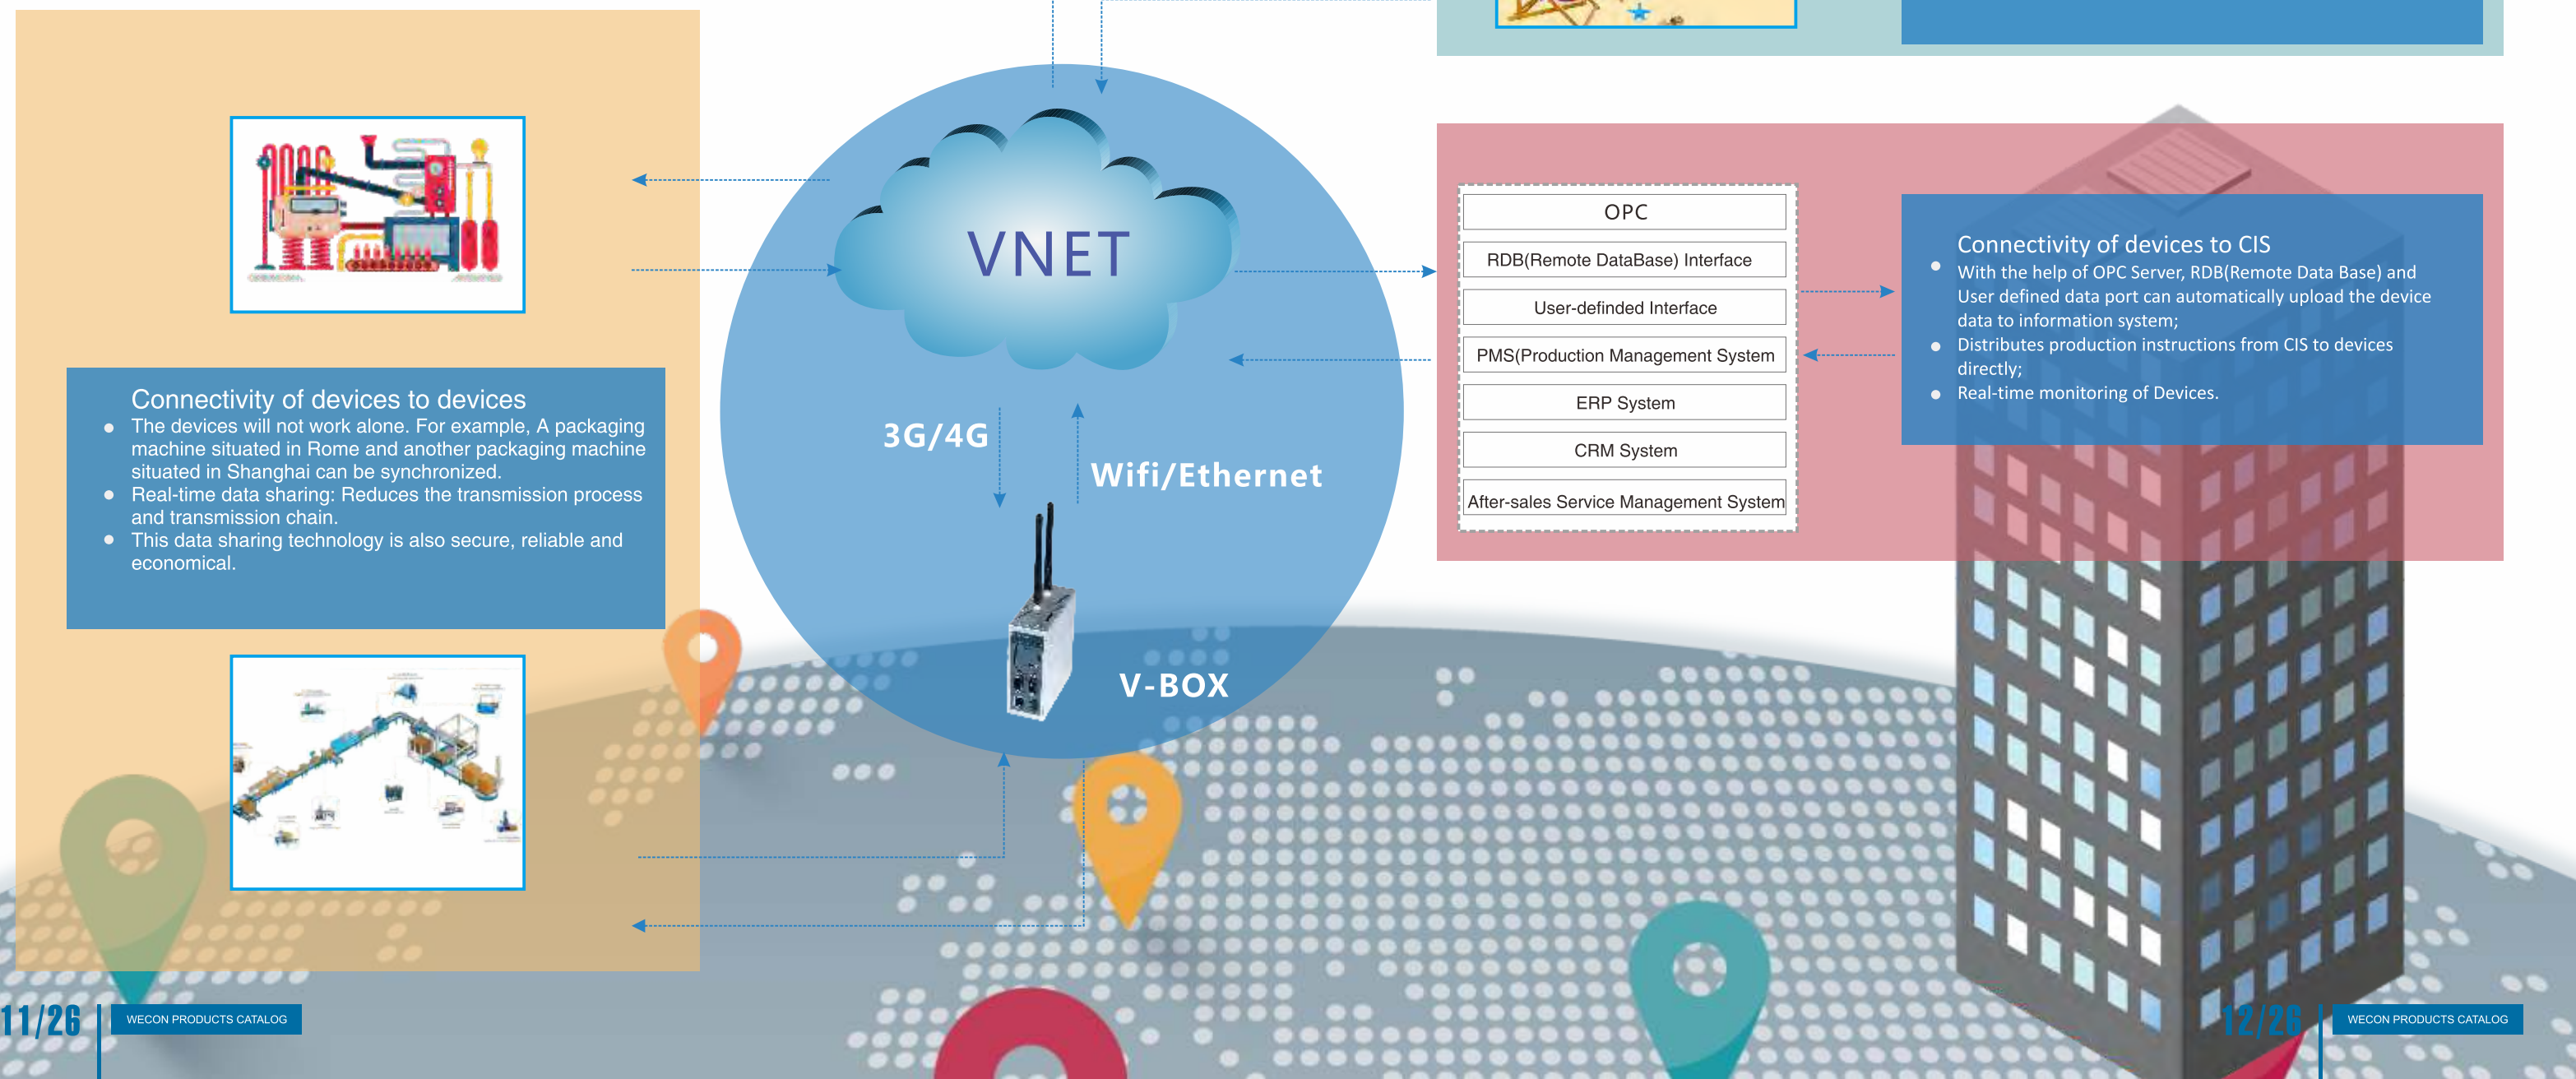 Connectivity of devices to devices
The devices will not work alone. For example, A packaging
machine situated in Rome and another packaging machine
situated in Shanghai can be synchronized.
Real-time data sharing: Reduces the transmission process
and transmission chain.
This data sharing technology is also secure, reliable and
economical.
VNET
3G/4G
Wifi/Ethernet
V-BOX
OPC
RDB(Remote DataBase) Interface
User-definded Interface
PMS(Production Management System
ERP System
CRM System
After-sales Service Management System
Connectivity of devices to CIS
With the help of OPC Server, RDB(Remote Data Base) and
User defined data port can automatically upload the device
data to information system;
Distributes production instructions from CIS to devices
directly;
Real-time monitoring of Devices.
11/26
WECON PRODUCTS CATALOG
12/26
WECON PRODUCTS CATALOG